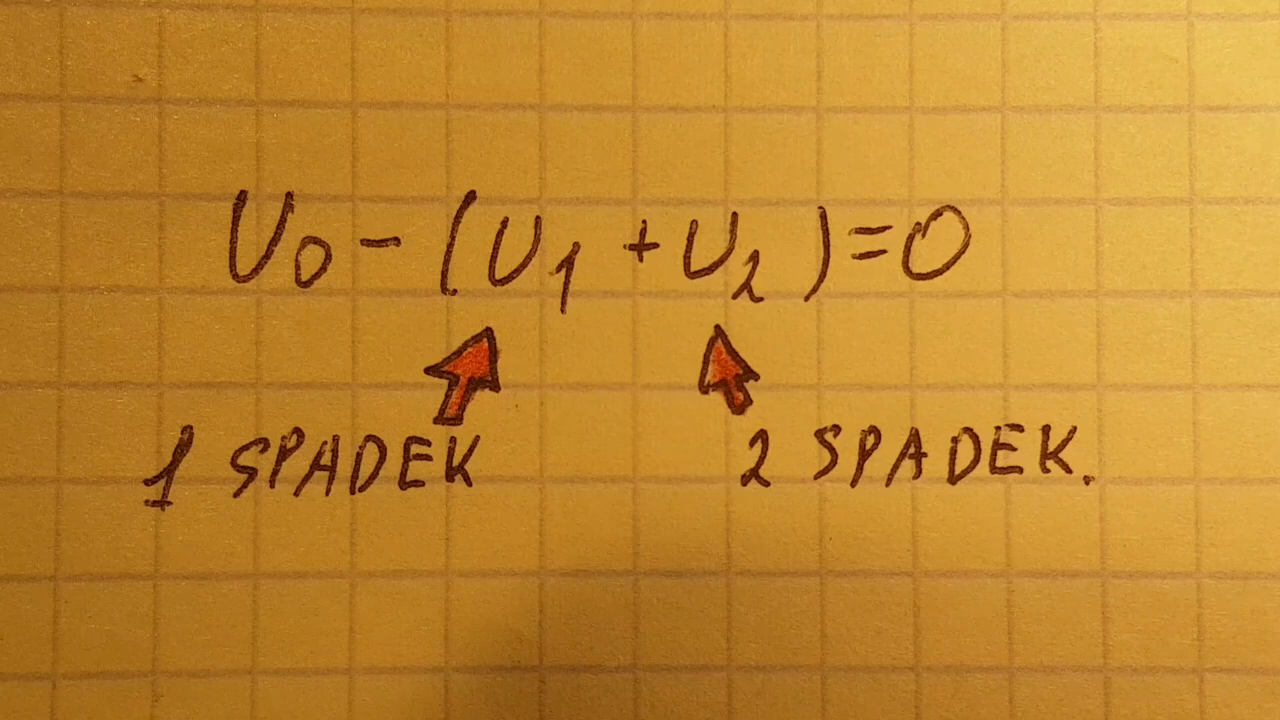 U₀ - (U₁ + U₂) = 0
1 SPADEK
2 SPADEK.